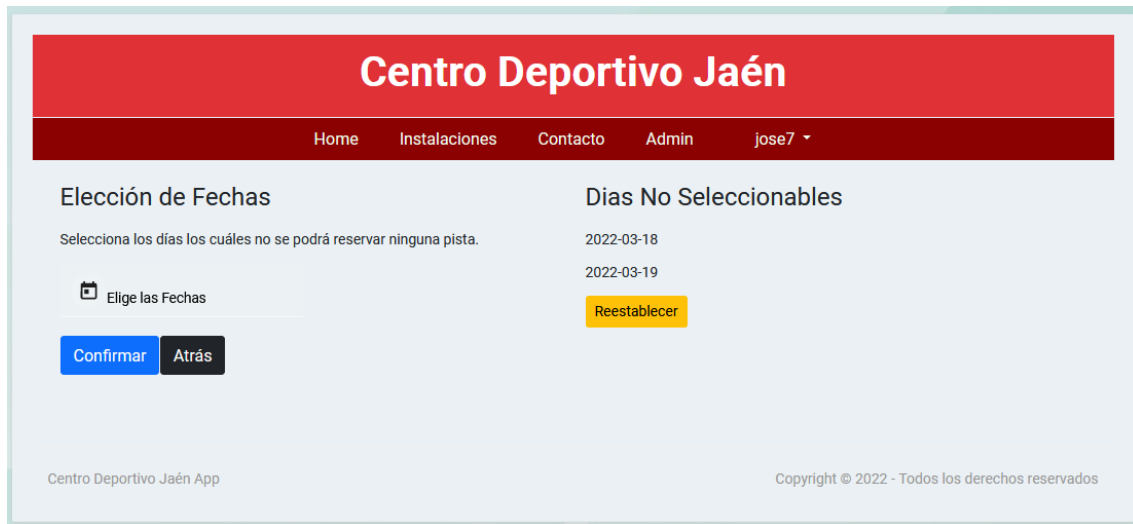 Centro Deportivo Jaén
Home Instalaciones Contacto Admin jose7
Elección de Fechas
Selecciona los días los cuáles no se podrá reservar ninguna pista.
Elige las Fechas
Confirmar Atrás
Dias No Seleccionables
2022-03-18
2022-03-19
Reestablecer
Centro Deportivo Jaén App
Copyright © 2022 - Todos los derechos reservados